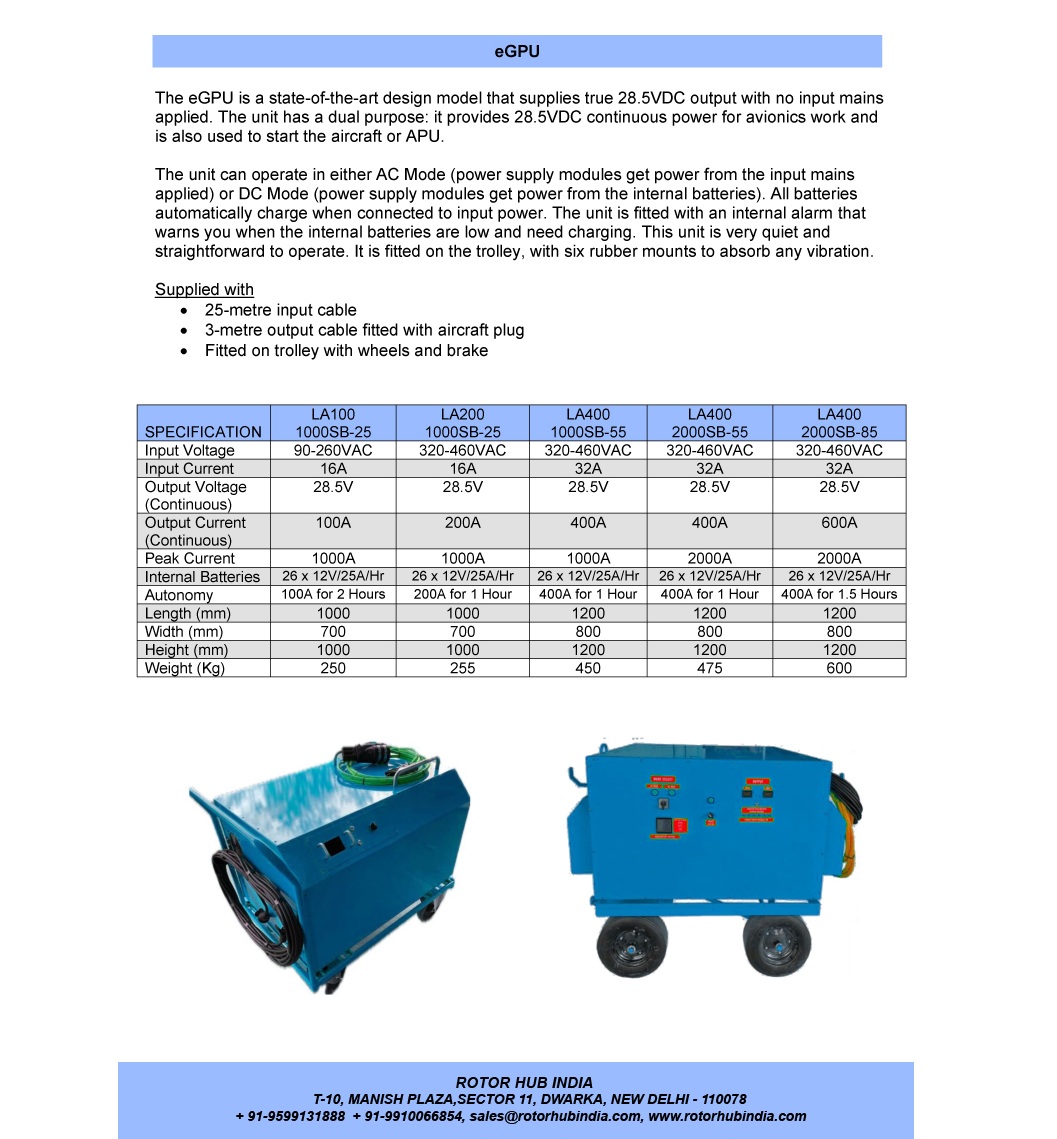 eGPU
The eGPU is a state-of-the-art design model that supplies true 28.5VDC output with no input mains
applied. The unit has a dual purpose: it provides 28.5VDC continuous power for avionics work and
is also used to start the aircraft or APU.
The unit can operate in either AC Mode (power supply modules get power from the input mains
applied) or DC Mode (power supply modules get power from the internal batteries). All batteries
automatically charge when connected to input power. The unit is fitted with an internal alarm that
warns you when the internal batteries are low and need charging. This unit is very quiet and
straightforward to operate. It is fitted on the trolley, with six rubber mounts to absorb any vibration.
Supplied with
• 25-metre input cable
• 3-metre output cable fitted with aircraft plug
• Fitted on trolley with wheels and brake
LA100 LA200 LA400 LA400 LA400
SPECIFICATION 1000SB-25 1000SB-25 1000SB-55 2000SB-55 2000SB-85
Input Voltage 90-260VAC 320-460VAC 320-460VAC 320-460VAC 320-460VAC
Input Current 16A 16A 32A 32A 32A
Output Voltage 28.5V 28.5V 28.5V 28.5V 28.5V
(Continuous)
Output Current 100A 200A 400A 400A 600A
(Continuous)
Peak Current 1000A 1000A 1000A 2000A 2000A
Internal Batteries 26 x 12V/25A/Hr 26 x 12V/25A/Hr 26 x 12V/25A/Hr 26 x 12V/25A/Hr 26 x 12V/25A/Hr
Autonomy 100A for 2 Hours 200A for 1 Hour 400A for 1 Hour 400A for 1 Hour 400A for 1.5 Hours
Length (mm) 1000 1000 1200 1200 1200
Width (mm) 700 700 800 800 800
Height (mm) 1000 1000 1200 1200 1200
Weight (Kg) 250 255 450 475 600
ROTOR HUB INDIA
T-10, MANISH PLAZA,SECTOR 11, DWARKA, NEW DELHI - 110078
+ 91-9599131888 + 91-9910066854, sales@rotorhubindia.com, www.rotorhubindia.com